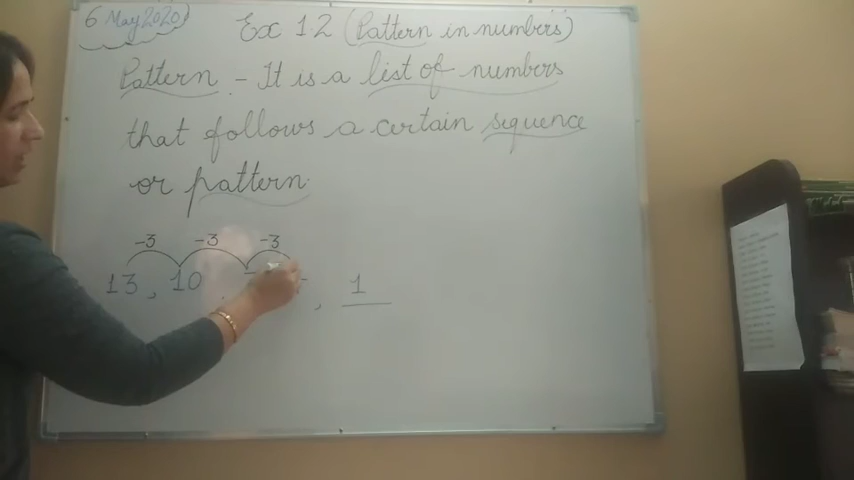 6 May 2020
Ex 12 (Pattern in numbers)
Pattern - It is a list of numbers
that follows a certain sequence
or pattern.
-3 -3 -3
13, 10 , 1